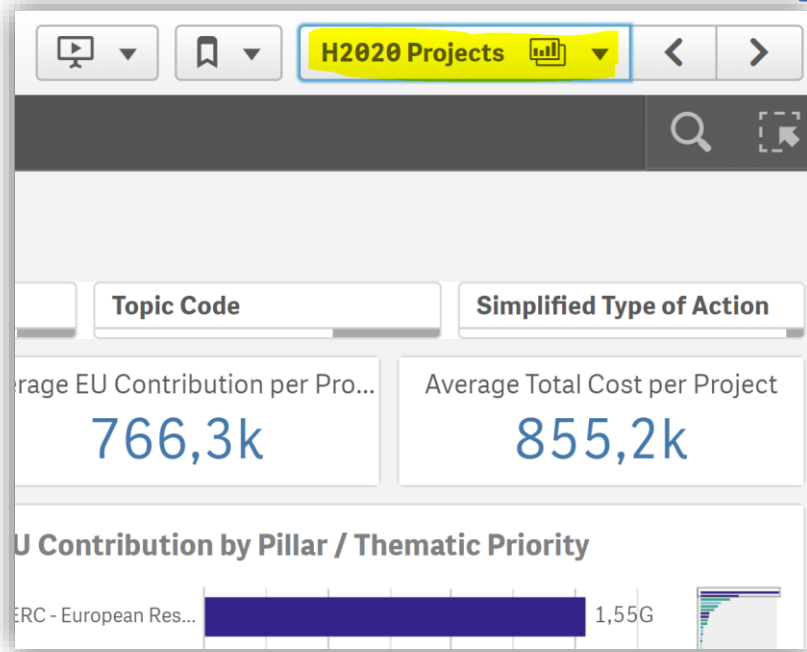 H2020 Projects
Topic Code
Simplified Type of Action
rage EU Contribution per Pro...
Average Total Cost per Project
766,3k
855,2k
U Contribution by Pillar / Thematic Priority
ERC - European Res...
1,55G